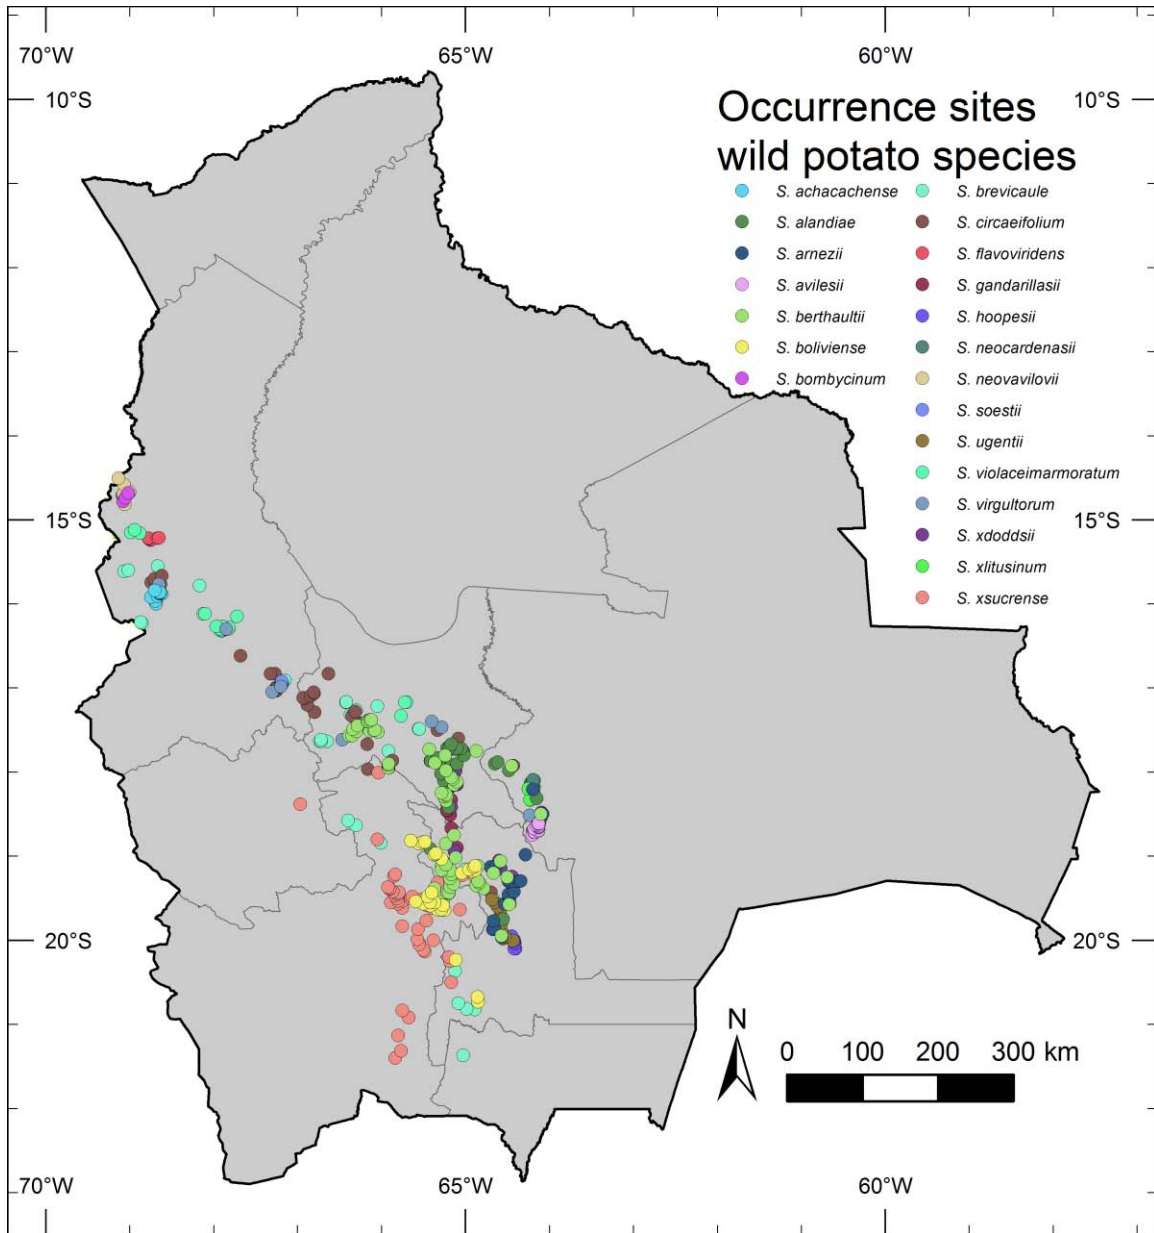 70°W 65°W 60°W
10°S 10°S
Occurrence sites
wild potato species
S. achacachense S. brevicaule
S. alandiae S. circaeifolium
S. arnezii S. flavoviridens
S. avilesii S. gandarillasii
S. berthaultii S. hoopesii
S. boliviense S. neocardenasii
S. bombycinum S. neovavilovii
S. soestii
S. ugentii
S. violaceimarmoratum
15°S S. virgultorum 15°S
S. xdoddsii
S. xlitusinum
S. xsucrense
20°S 20°S
N
0 100 200 300 km
70°W 65°W 60°W